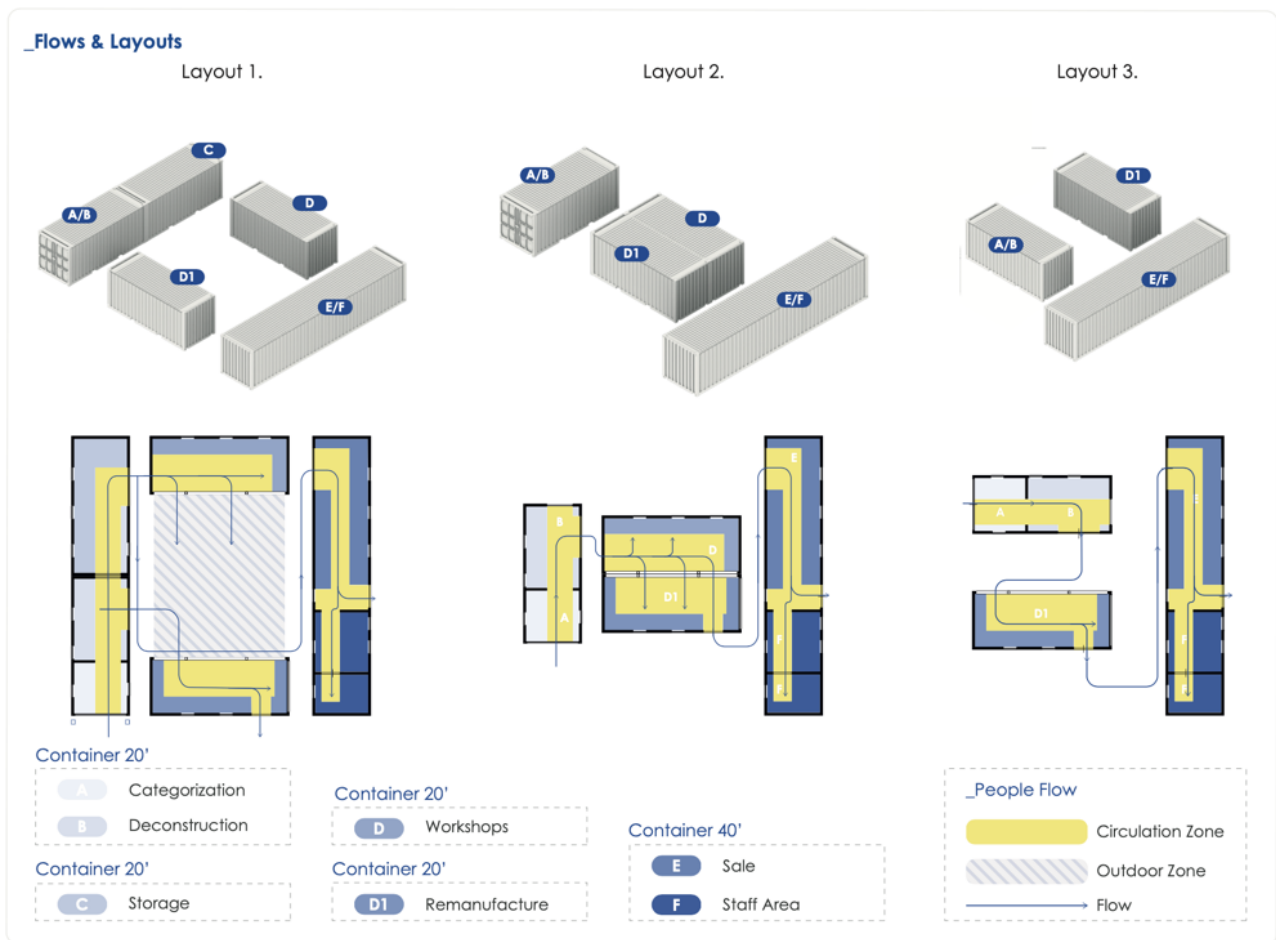 _Flows & Layouts
Layout 1.
Layout 2.
Layout 3.
C
A/B
D
D1
E/F
A/B
D
D1
E/F
D1
A/B
E/F
E
B
D
A
D1
F
F
E
A
B
D1
F
F
Container 20'
A Categorization
B Deconstruction
Container 20'
C Storage
Container 20'
D Workshops
Container 20'
D1 Remanufacture
Container 40'
E Sale
F Staff Area
_People Flow
Circulation Zone
Outdoor Zone
Flow